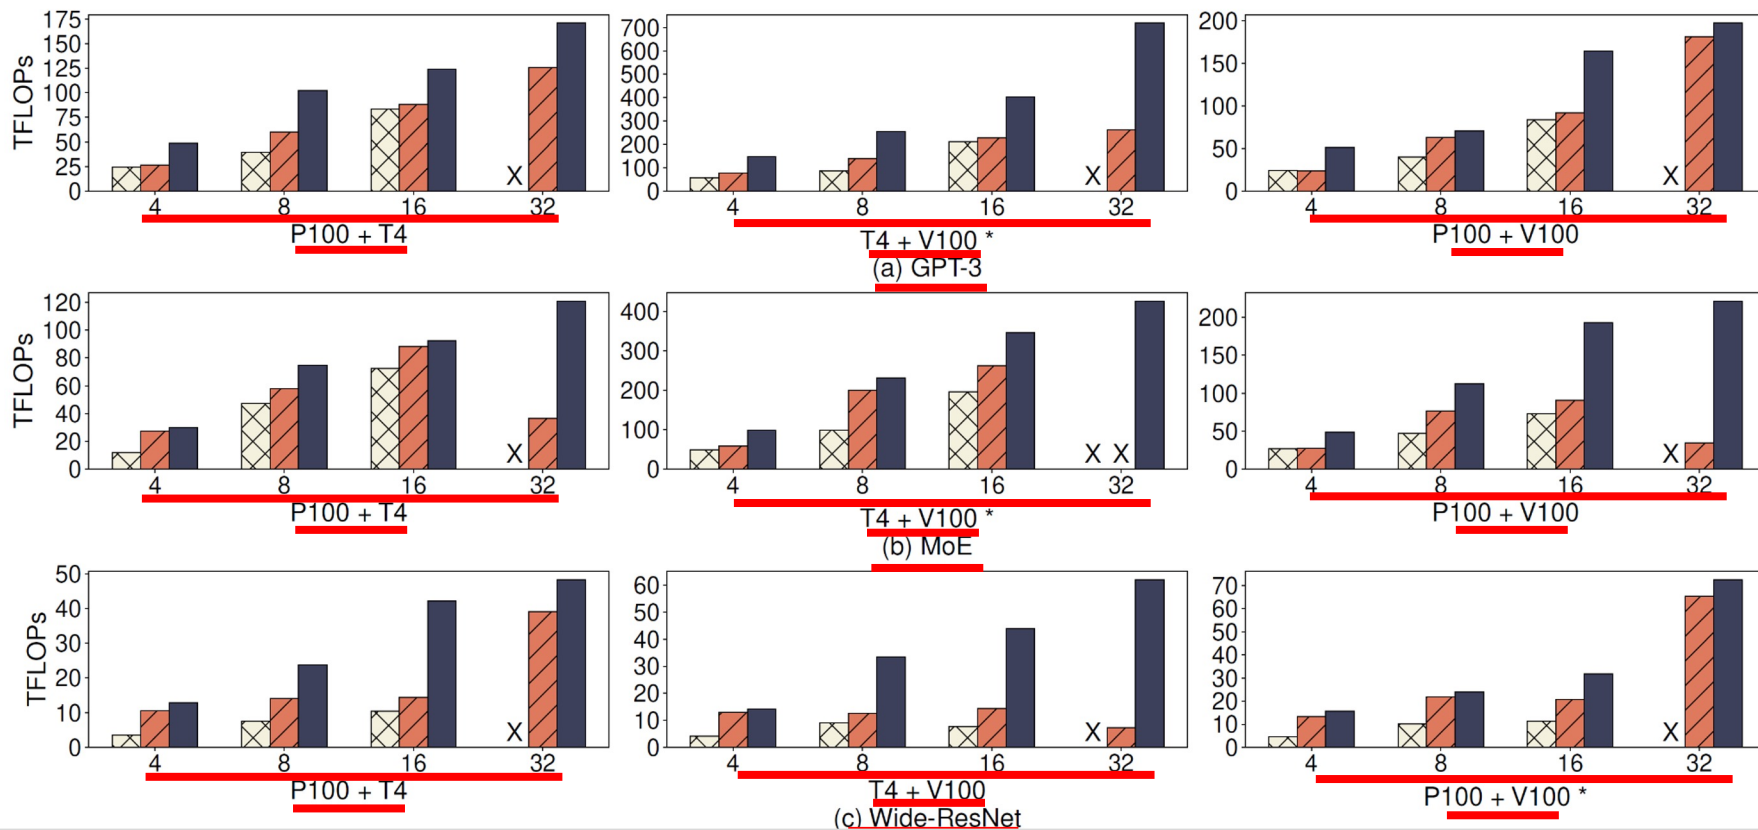 175
150
125
100
75
50
25
0
TFLOPs
X
4 8 16 32
P100 + T4
700
600
500
400
300
200
100
0
X
4 8 16 32
T4 + V100 *
200
150
100
50
0
X
4 8 16 32
P100 + V100
(a) GPT-3
120
100
80
60
40
20
0
TFLOPs
X
4 8 16 32
P100 + T4
400
300
200
100
0
X X
4 8 16 32
T4 + V100 *
200
150
100
50
0
X
4 8 16 32
P100 + V100
(b) MoE
50
40
30
20
10
0
TFLOPs
X
4 8 16 32
P100 + T4
60
50
40
30
20
10
0
X
4 8 16 32
T4 + V100
70
60
50
40
30
20
10
0
X
4 8 16 32
P100 + V100 *
(c) Wide-ResNet